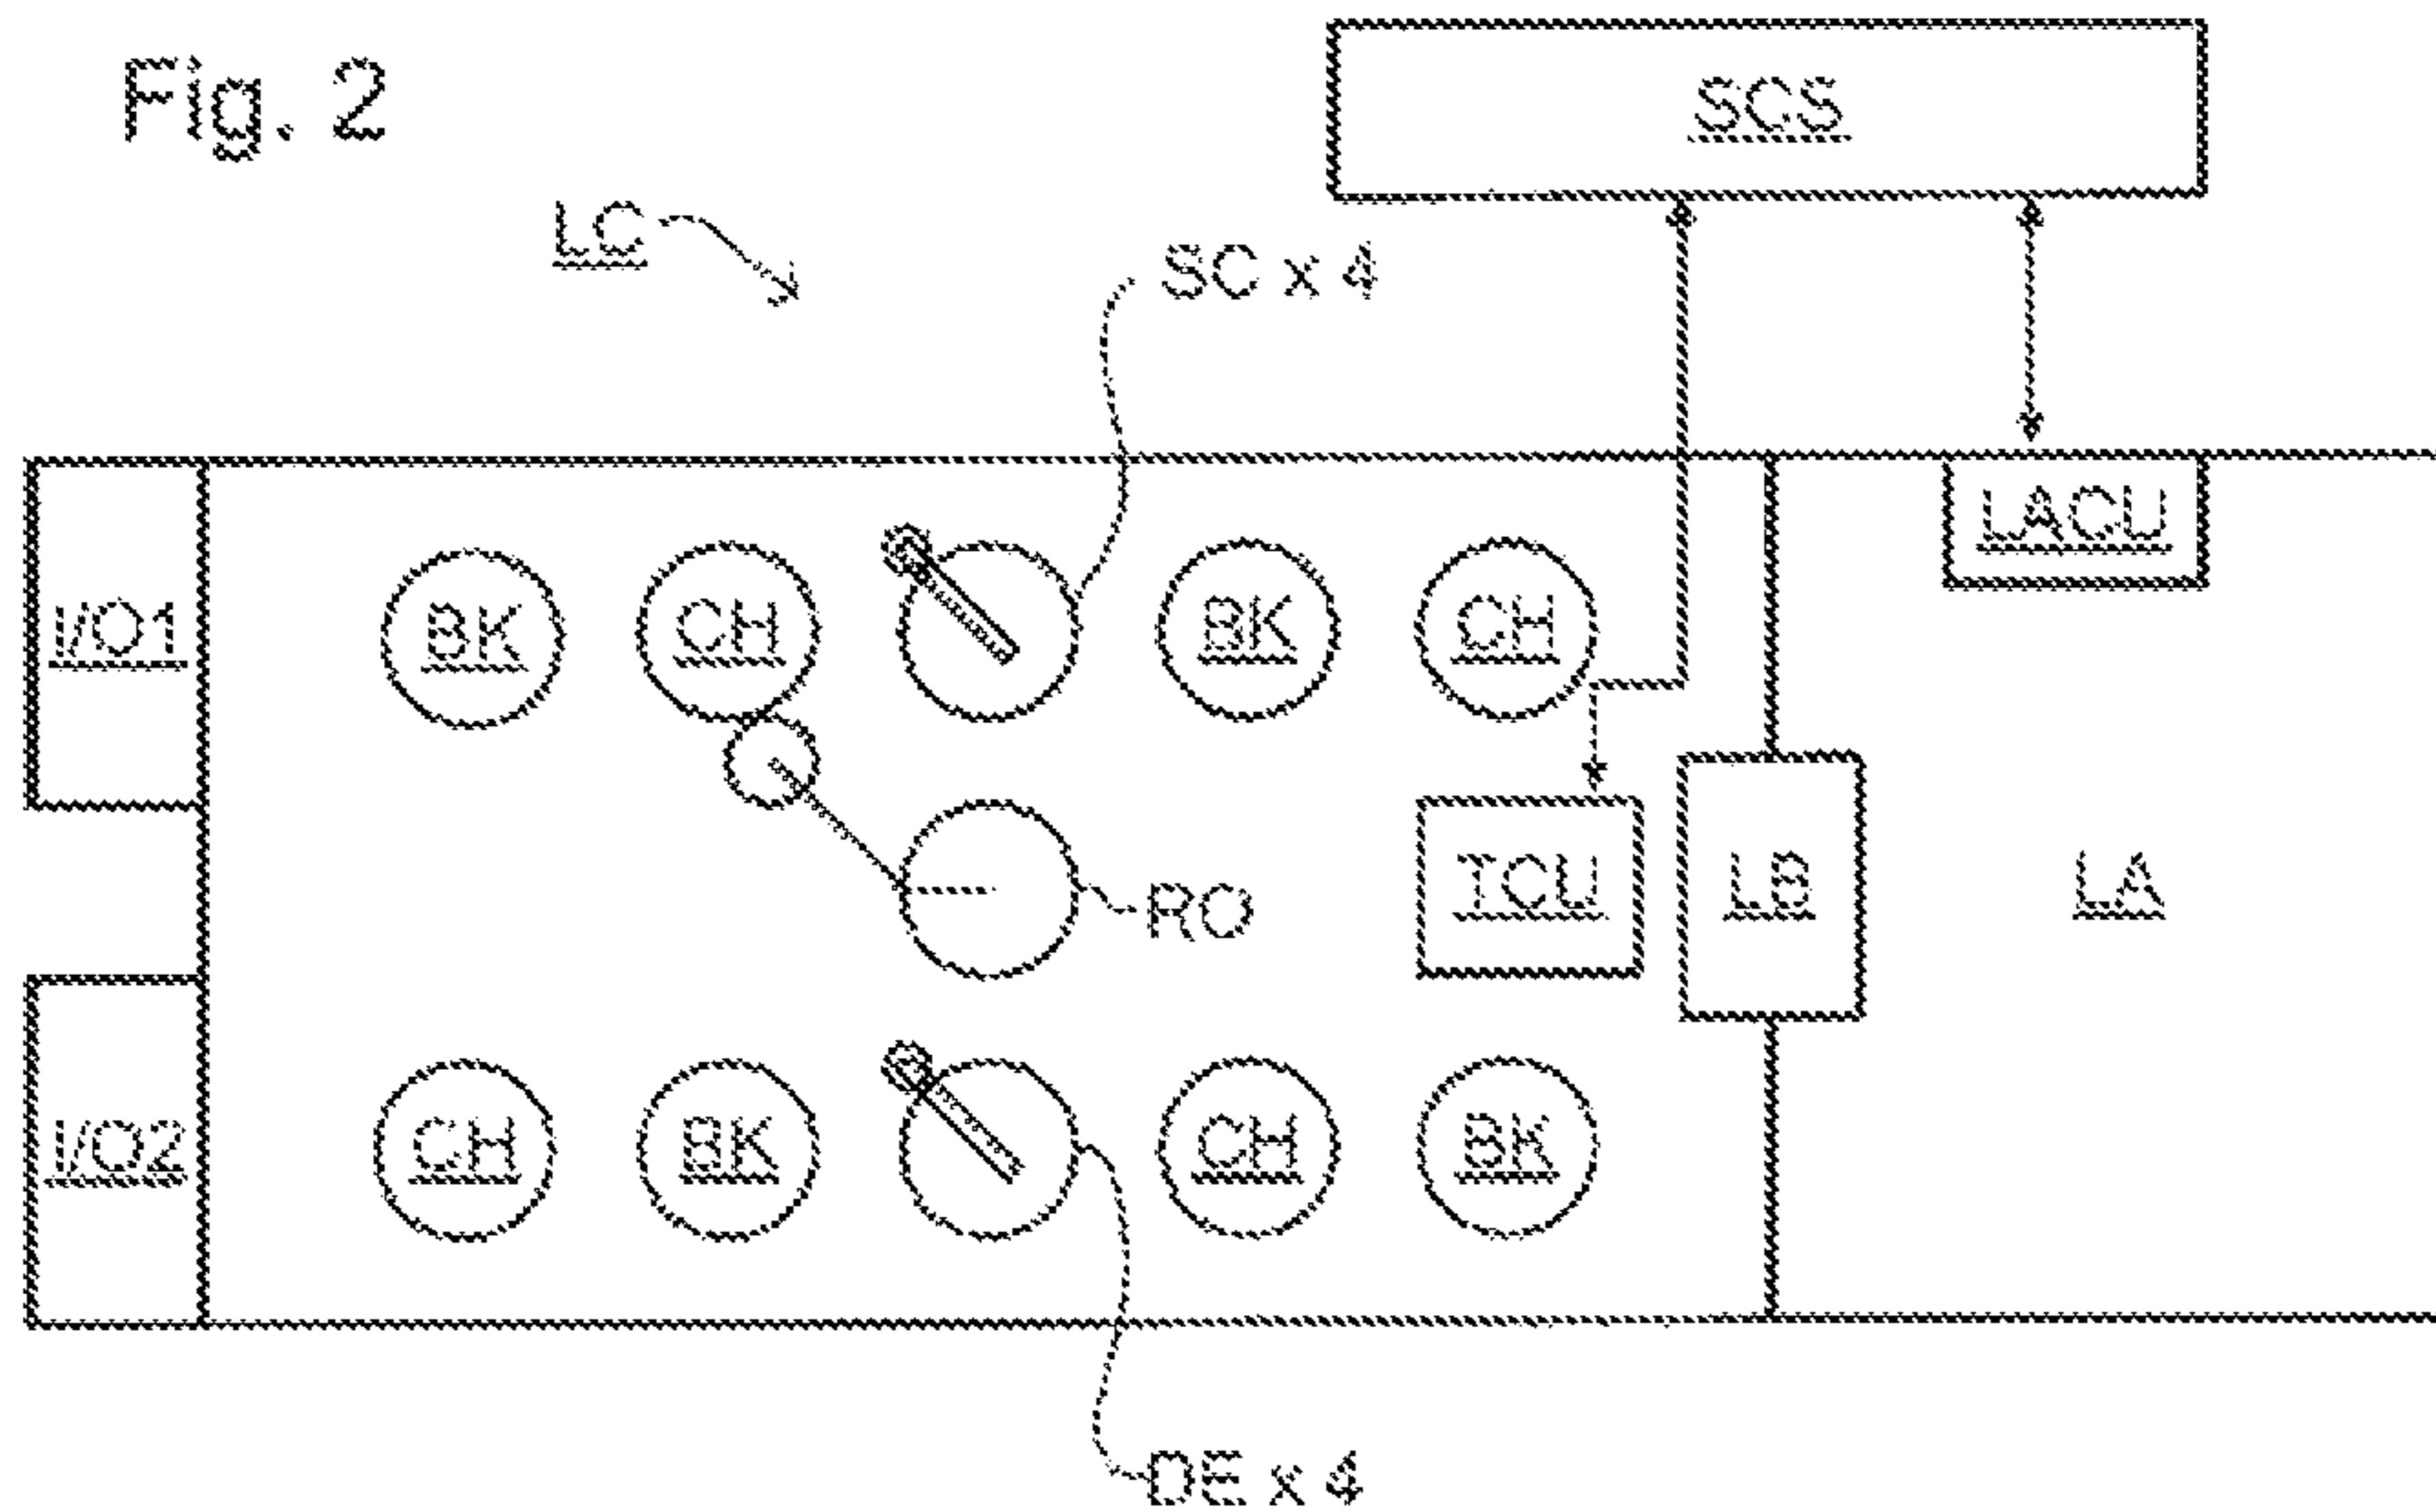 Fig. 2
SCS
LC
SC x 4
LACU
I/O1
BK
CH
BK
CH
RO
TCU
LB
LA
I/O2
CH
BK
CH
BK
DE x 4